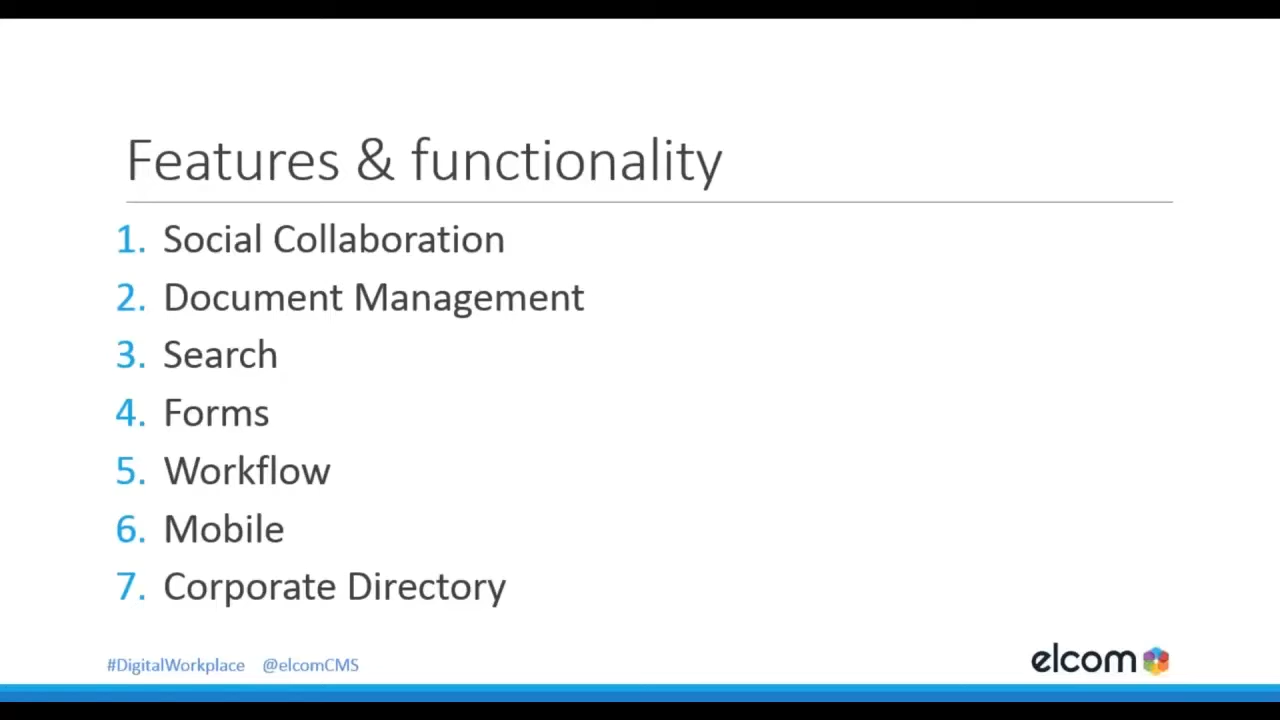 Features & functionality
1. Social Collaboration
2. Document Management
3. Search
4. Forms
5. Workflow
6. Mobile
7. Corporate Directory
#DigitalWorkplace @elcomCMS
elcom